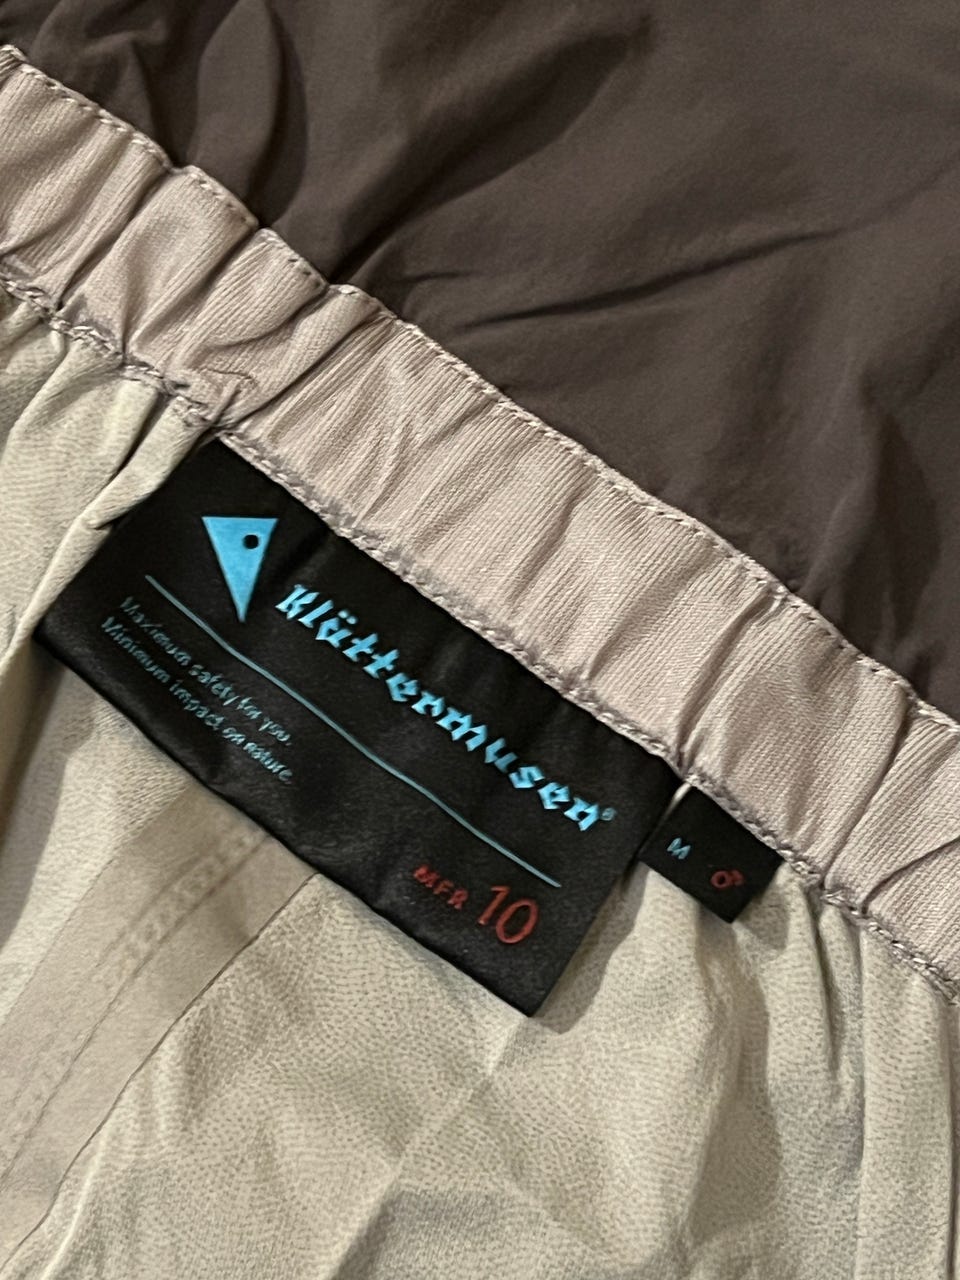 Klättermusen®
Maximum safety for you.
Minimum impact on nature.
MFR 10
M ♂